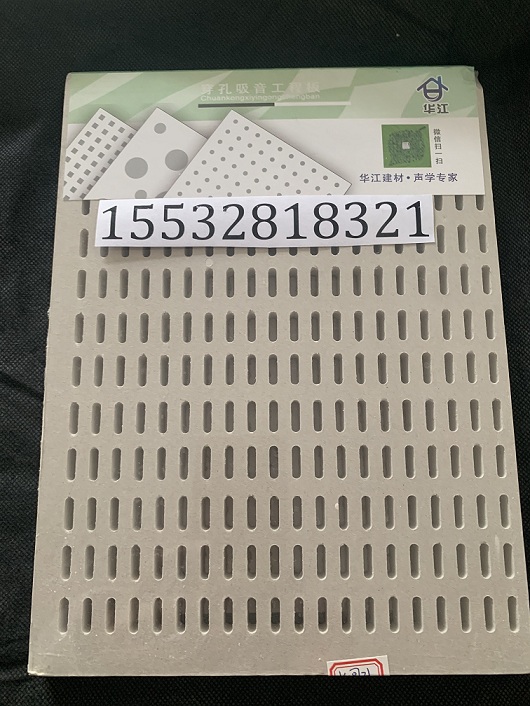 穿孔吸音工程板
华江
微信扫一扫
华江建材·声学专家
15532818321